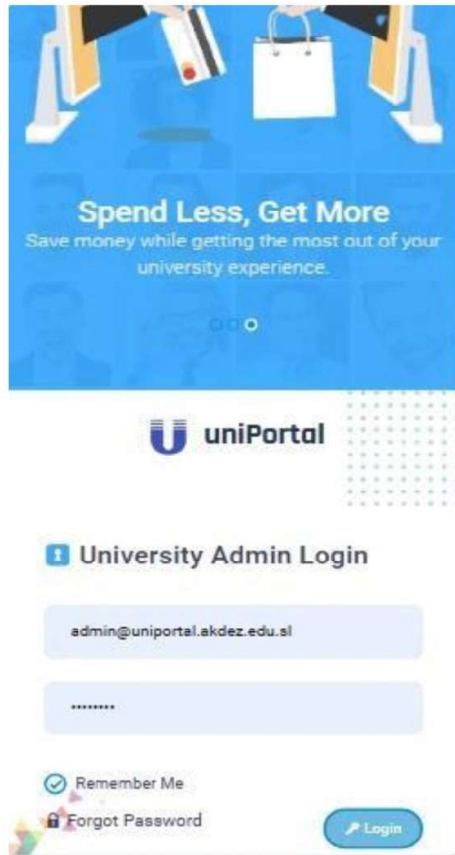 Spend Less, Get More
Save money while getting the most out of your
university experience.
uniPortal
University Admin Login
admin@uniportal.akdez.edu.sl
••••••••
Remember Me
Forgot Password
Login